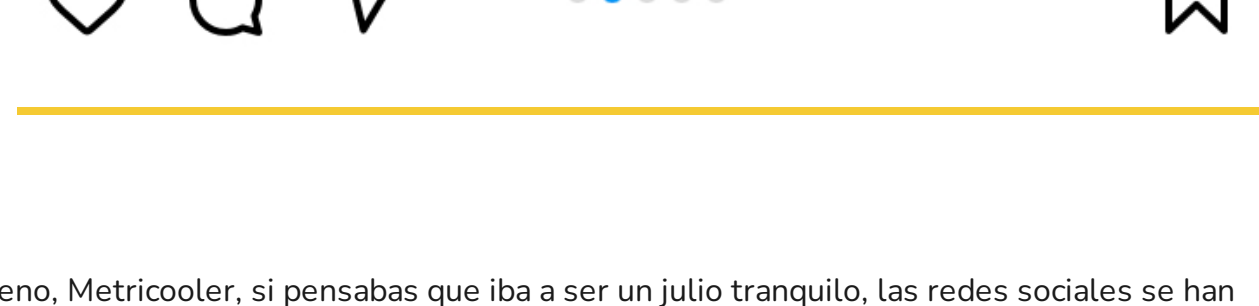 eno, Metricooler, si pensabas que iba a ser un julio tranquilo, las redes sociales se han